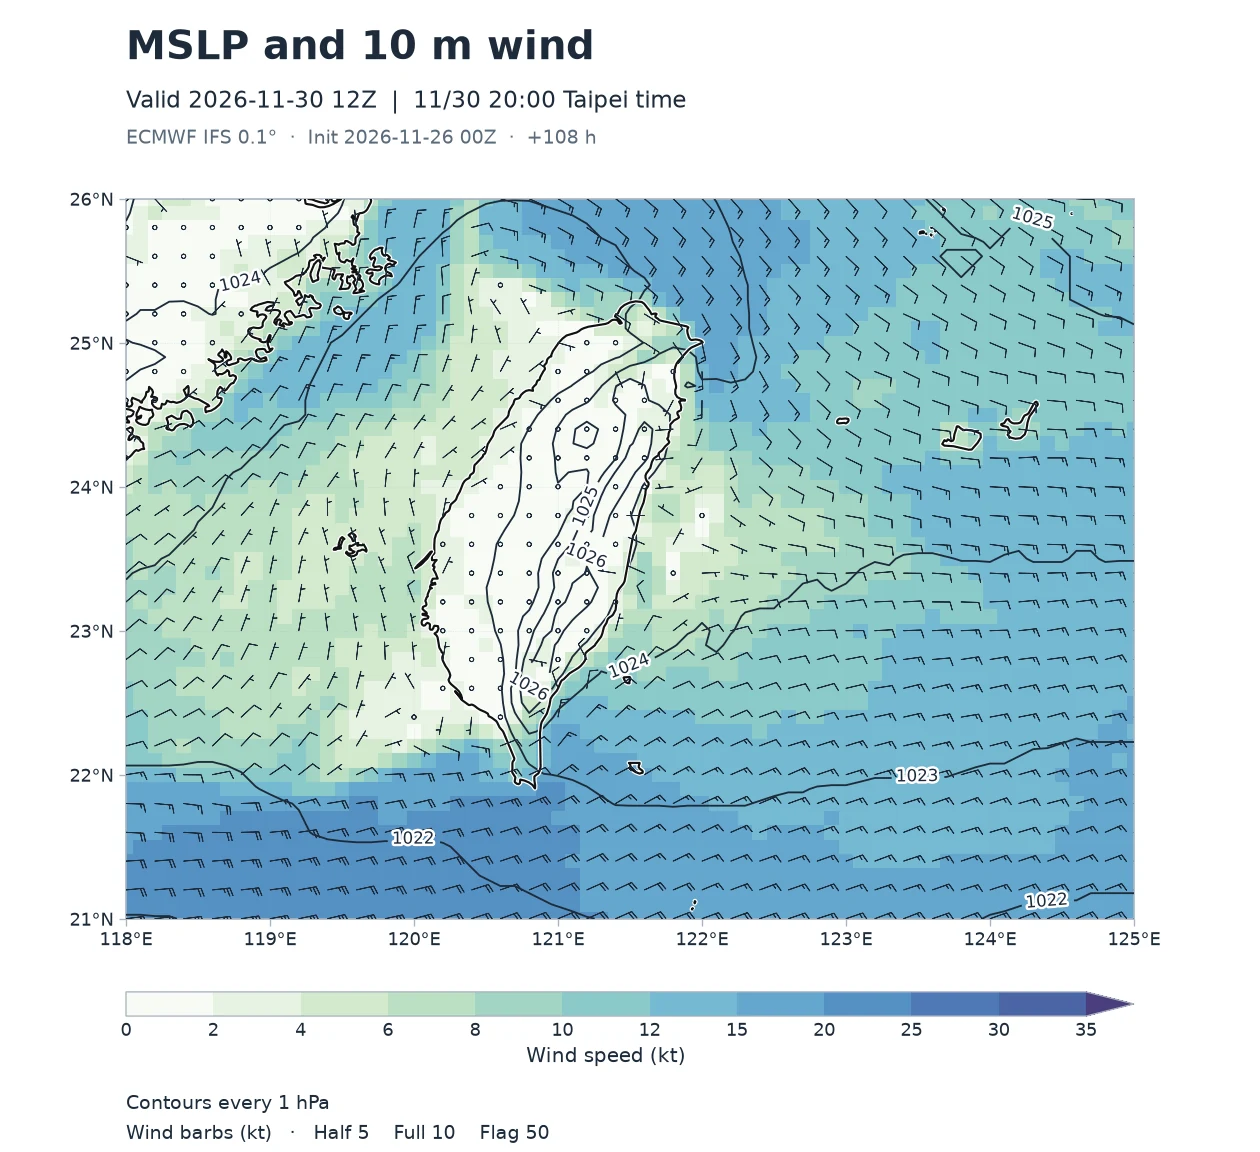 MSLP and 10 m wind
Valid 2026-11-30 12Z | 11/30 20:00 Taipei time
ECMWF IFS 0.1° · Init 2026-11-26 00Z · +108 h
26°N
25°N
24°N
23°N
22°N
21°N
1025
1024
1025
1026
1024
1026
1023
1022
1022
118°E 119°E 120°E 121°E 122°E 123°E 124°E 125°E
0 2 4 6 8 10 12 15 20 25 30 35
Wind speed (kt)
Contours every 1 hPa
Wind barbs (kt) · Half 5 Full 10 Flag 50